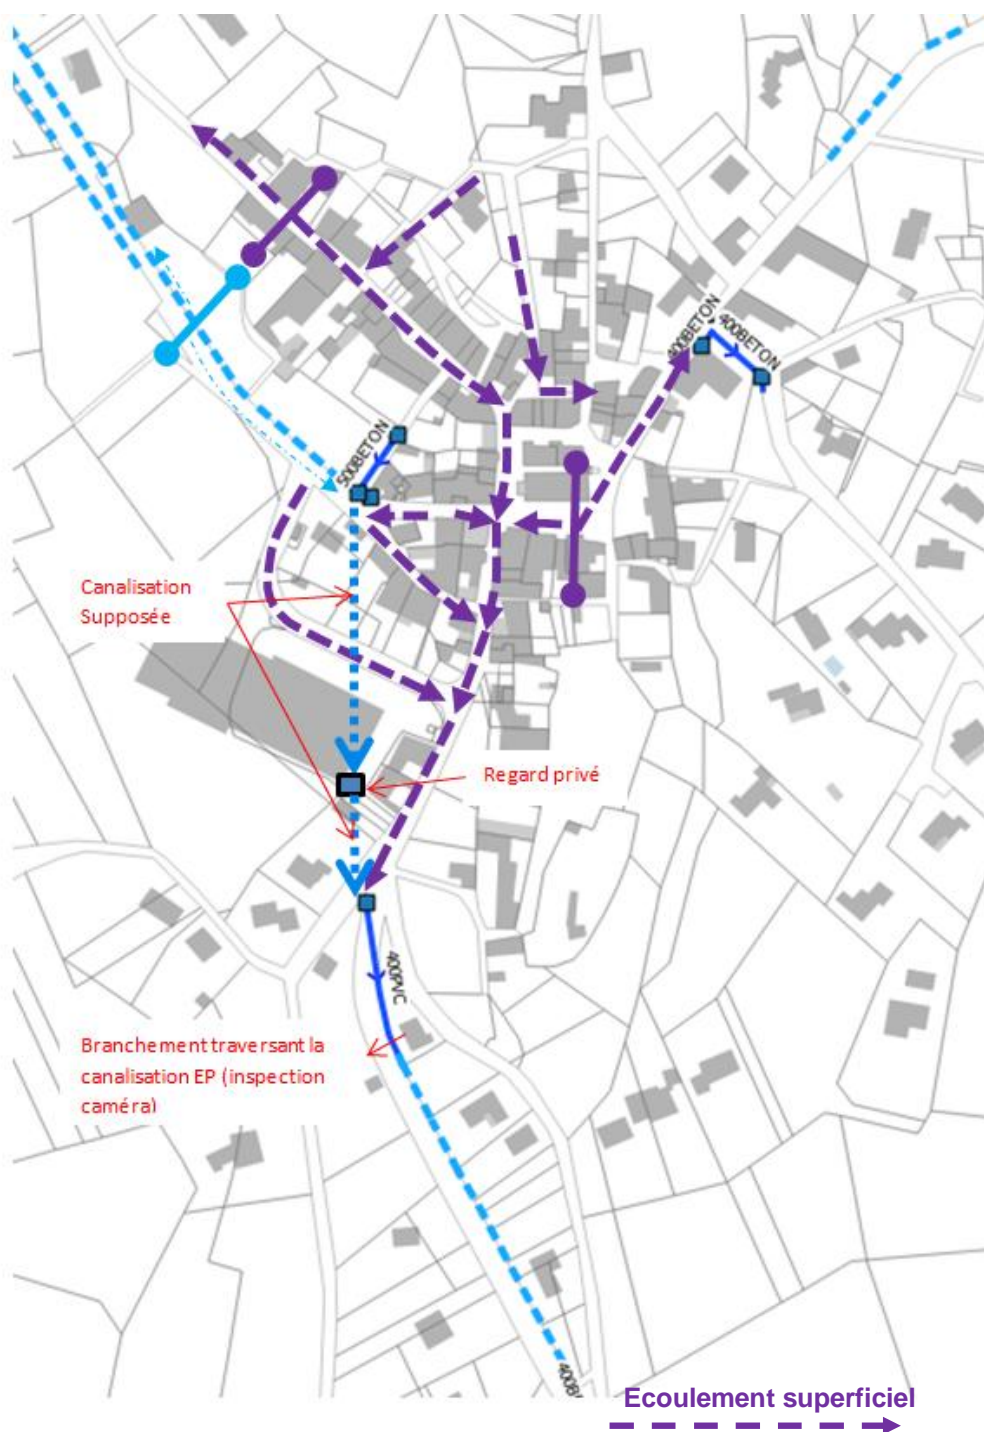 400BETON
400BETON
500BETON
Canalisation
Supposée
Regard privé
400PVC
Branchement traversant la
canalisation EP (inspection
caméra)
Ecoulement superficiel